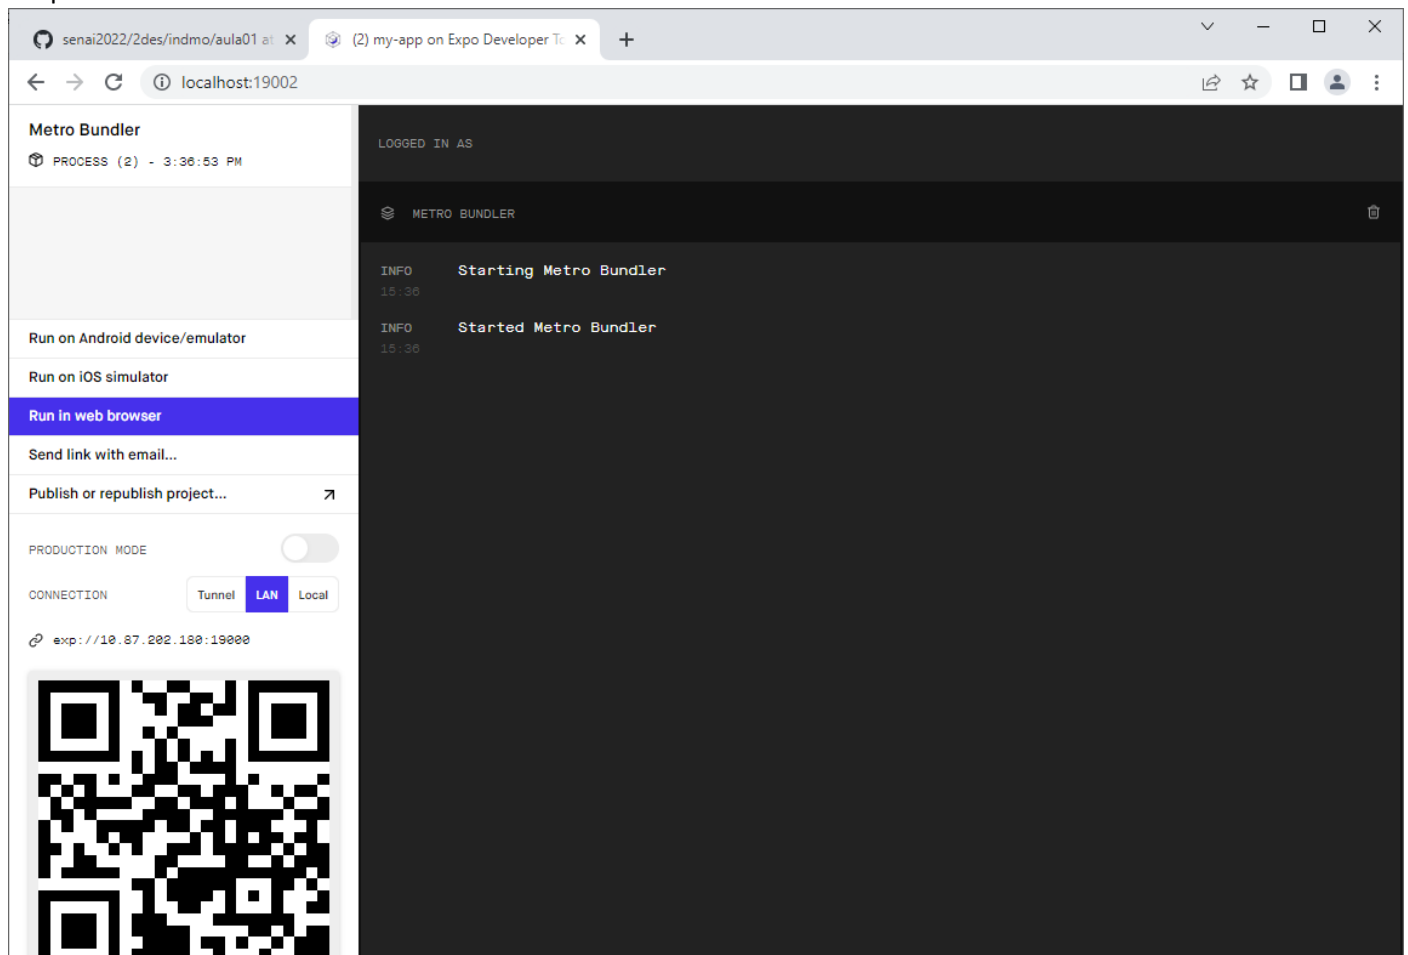 senai2022/2des/indmo/aula01 at
(2) my-app on Expo Developer To
localhost:19002
Metro Bundler
PROCESS (2) - 3:36:53 PM
LOGGED IN AS
METRO BUNDLER
INFO Starting Metro Bundler
15:36
INFO Started Metro Bundler
15:36
Run on Android device/emulator
Run on iOS simulator
Run in web browser
Send link with email...
Publish or republish project...
PRODUCTION MODE
CONNECTION Tunnel LAN Local
exp://10.87.202.180:19000